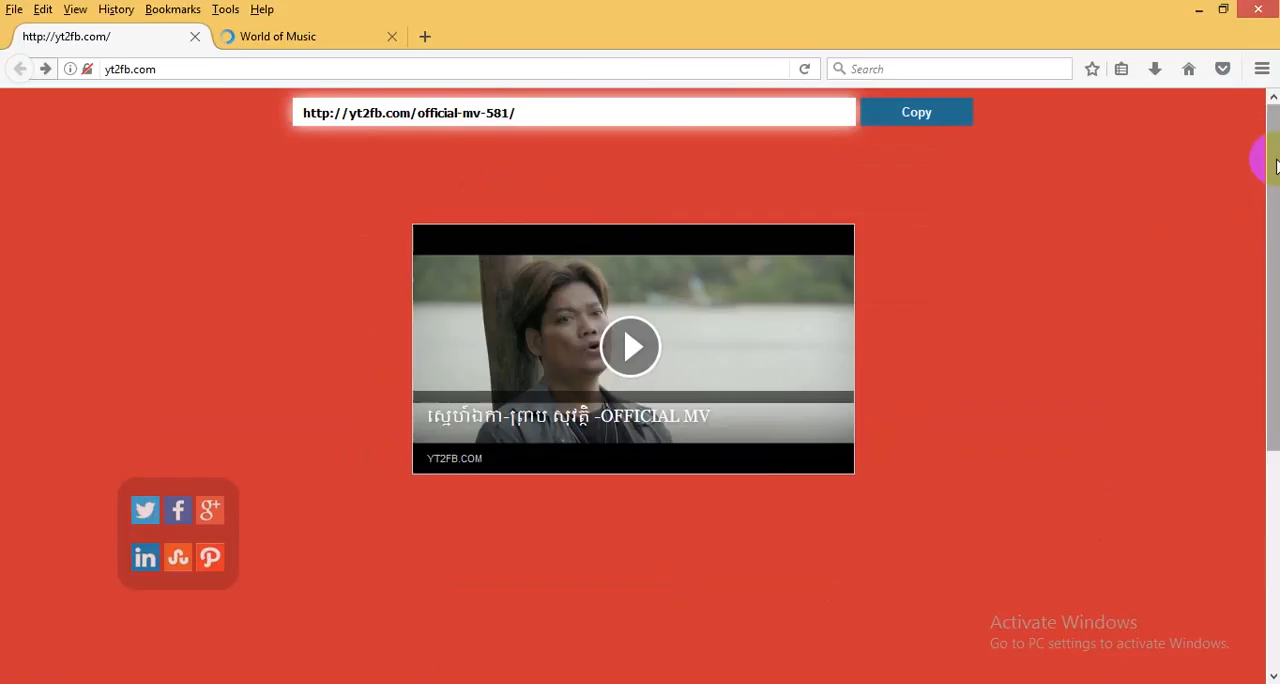 File Edit View History Bookmarks Tools Help
http://yt2fb.com/
World of Music
yt2fb.com
Search
http://yt2fb.com/official-mv-581/
Copy
ស្នេហ៍ឯកា-ព្រាប សុវត្ថិ -OFFICIAL MV
YT2FB.COM
Activate Windows
Go to PC settings to activate Windows.